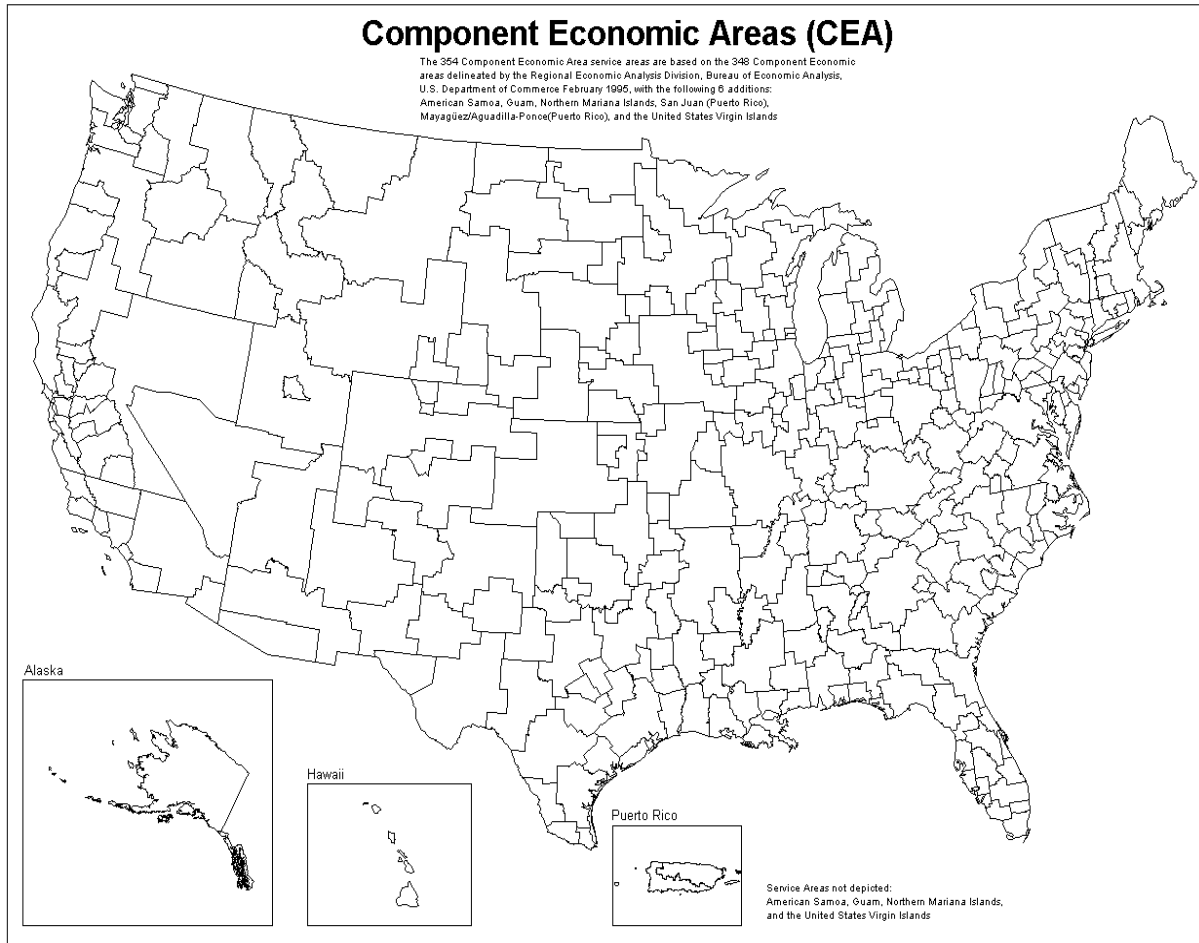 Component Economic Areas (CEA)
The 354 Component Economic Area service areas are based on the 348 Component Economic
areas delineated by the Regional Economic Analysis Division, Bureau of Economic Analysis,
U.S. Department of Commerce February 1995, with the following 6 additions:
American Samoa, Guam, Northern Mariana Islands, San Juan (Puerto Rico),
Mayagüez/Aguadilla-Ponce(Puerto Rico), and the United States Virgin Islands
Alaska
Hawaii
Puerto Rico
Service Areas not depicted:
American Samoa, Guam, Northern Mariana Islands,
and the United States Virgin Islands